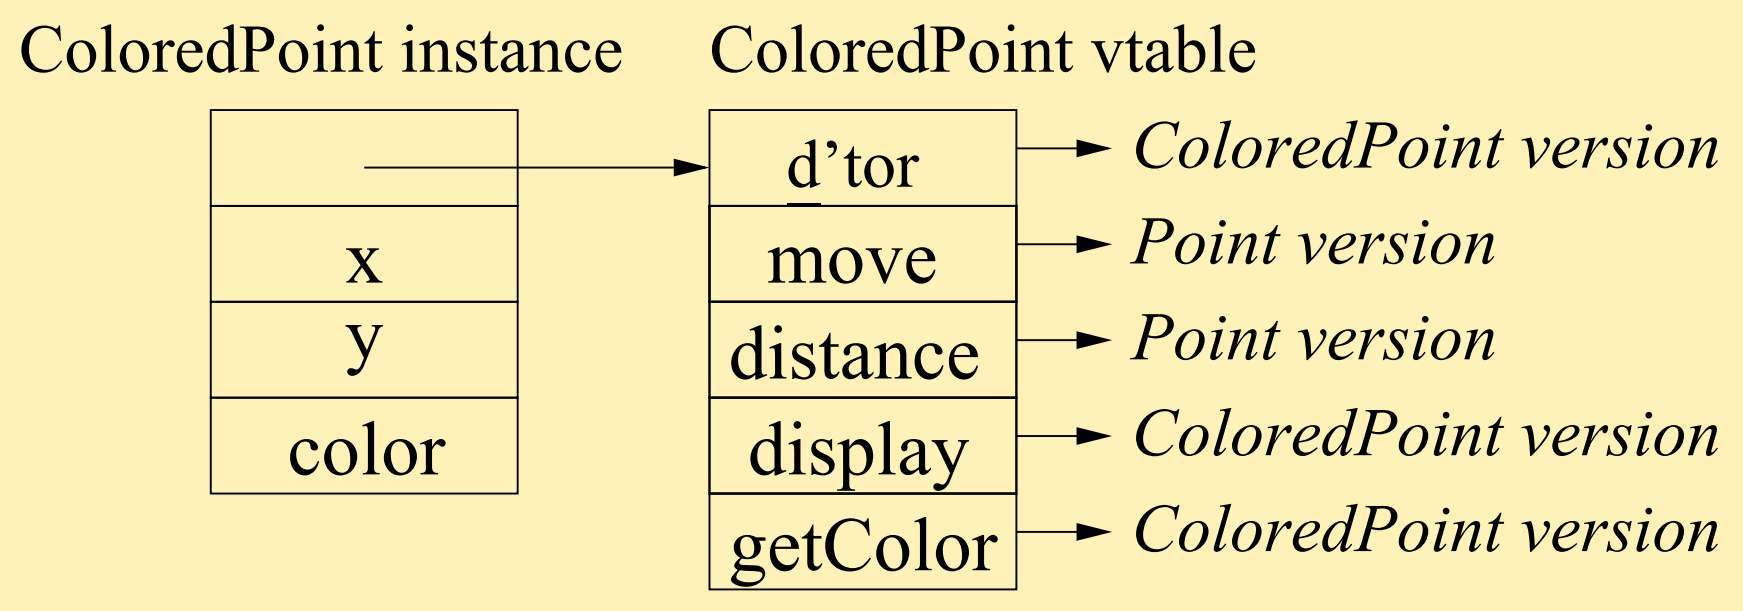 ColoredPoint instance
ColoredPoint vtable
x
y
color
d’tor
ColoredPoint version
move
Point version
distance
Point version
display
ColoredPoint version
getColor
ColoredPoint version